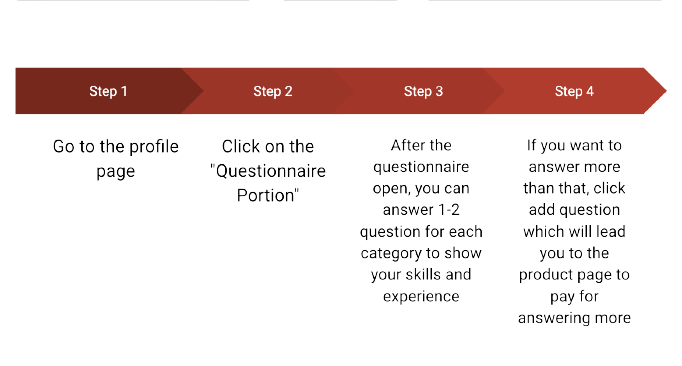 Step 1
Step 2
Step 3
Step 4
Go to the profile
page
Click on the
"Questionnaire
Portion"
After the
questionnaire
open, you can
answer 1-2
question for each
category to show
your skills and
experience
If you want to
answer more
than that, click
add question
which will lead
you to the
product page to
pay for
answering more